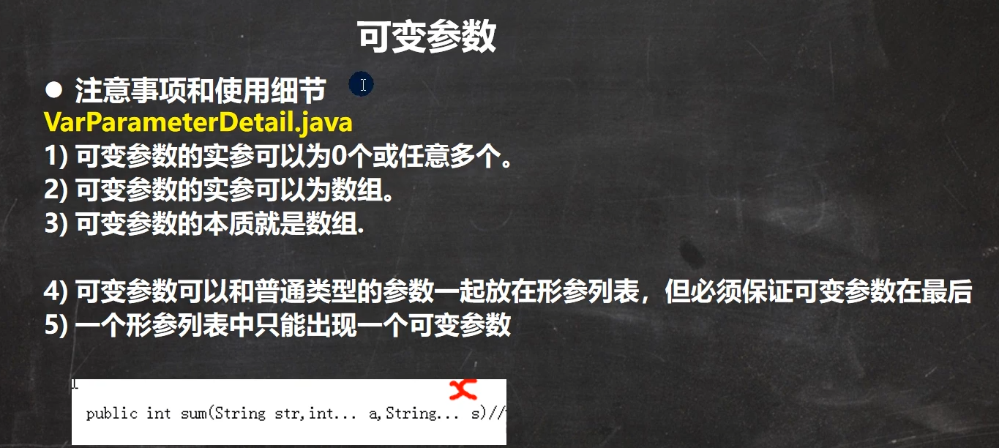 可变参数
● 注意事项和使用细节
VarParameterDetail.java
1) 可变参数的实参可以为0个或任意多个。
2) 可变参数的实参可以为数组。
3) 可变参数的本质就是数组.
4) 可变参数可以和普通类型的参数一起放在形参列表，但必须保证可变参数在最后
5) 一个形参列表中只能出现一个可变参数
public int sum(String str,int... a,String... s)//